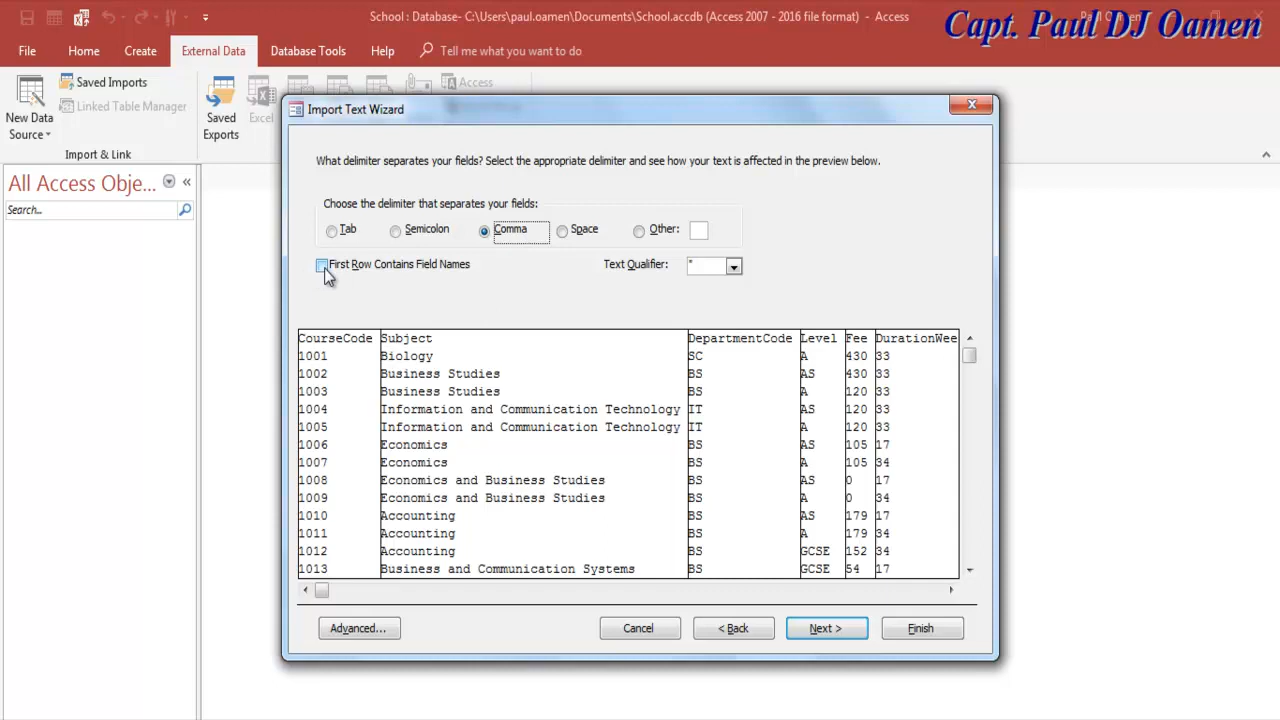 School : Database- C:\Users\paul.oamen\Documents\School.accdb (Access 2007 - 2016 file format) - Access
Capt. Paul DJ Oamen
File Home Create External Data Database Tools Help Tell me what you want to do
New Data Source
Saved Imports
Linked Table Manager
Saved Exports
Excel
Access
Import & Link
All Access Obje...
Search...
Import Text Wizard
What delimiter separates your fields? Select the appropriate delimiter and see how your text is affected in the preview below.
Choose the delimiter that separates your fields:
Tab Semicolon Comma Space Other:
First Row Contains Field Names Text Qualifier: "
CourseCode Subject DepartmentCode Level Fee DurationWee
1001 Biology SC A 430 33
1002 Business Studies BS AS 430 33
1003 Business Studies BS A 120 33
1004 Information and Communication Technology IT AS 120 33
1005 Information and Communication Technology IT A 120 33
1006 Economics BS AS 105 17
1007 Economics BS A 105 34
1008 Economics and Business Studies BS AS 0 17
1009 Economics and Business Studies BS A 0 34
1010 Accounting BS AS 179 17
1011 Accounting BS A 179 34
1012 Accounting BS GCSE 152 34
1013 Business and Communication Systems BS GCSE 54 17
Advanced... Cancel < Back Next > Finish